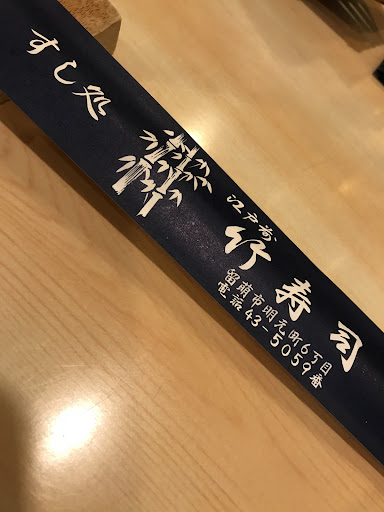 すし処
江戸前
竹寿司
留萌市明元町6丁目
電話43-5059番